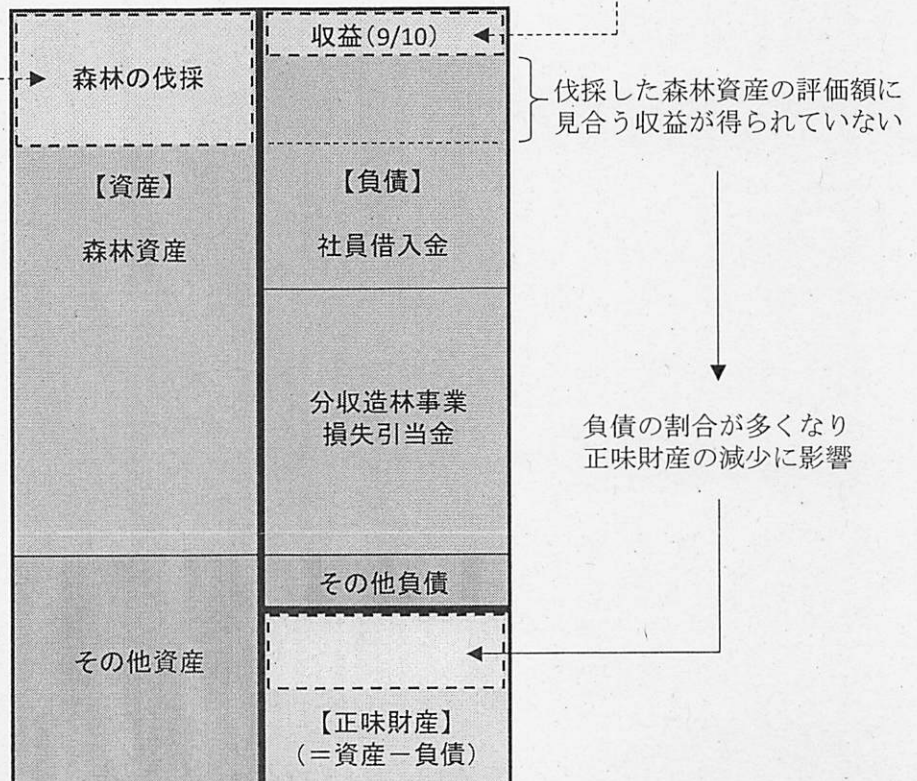 収益(9/10)
森林の伐採
伐採した森林資産の評価額に
見合う収益が得られていない
【資産】
森林資産
【負債】
社員借入金
分収造林事業
損失引当金
負債の割合が多くなり
正味財産の減少に影響
その他負債
その他資産
【正味財産】
(=資産-負債)